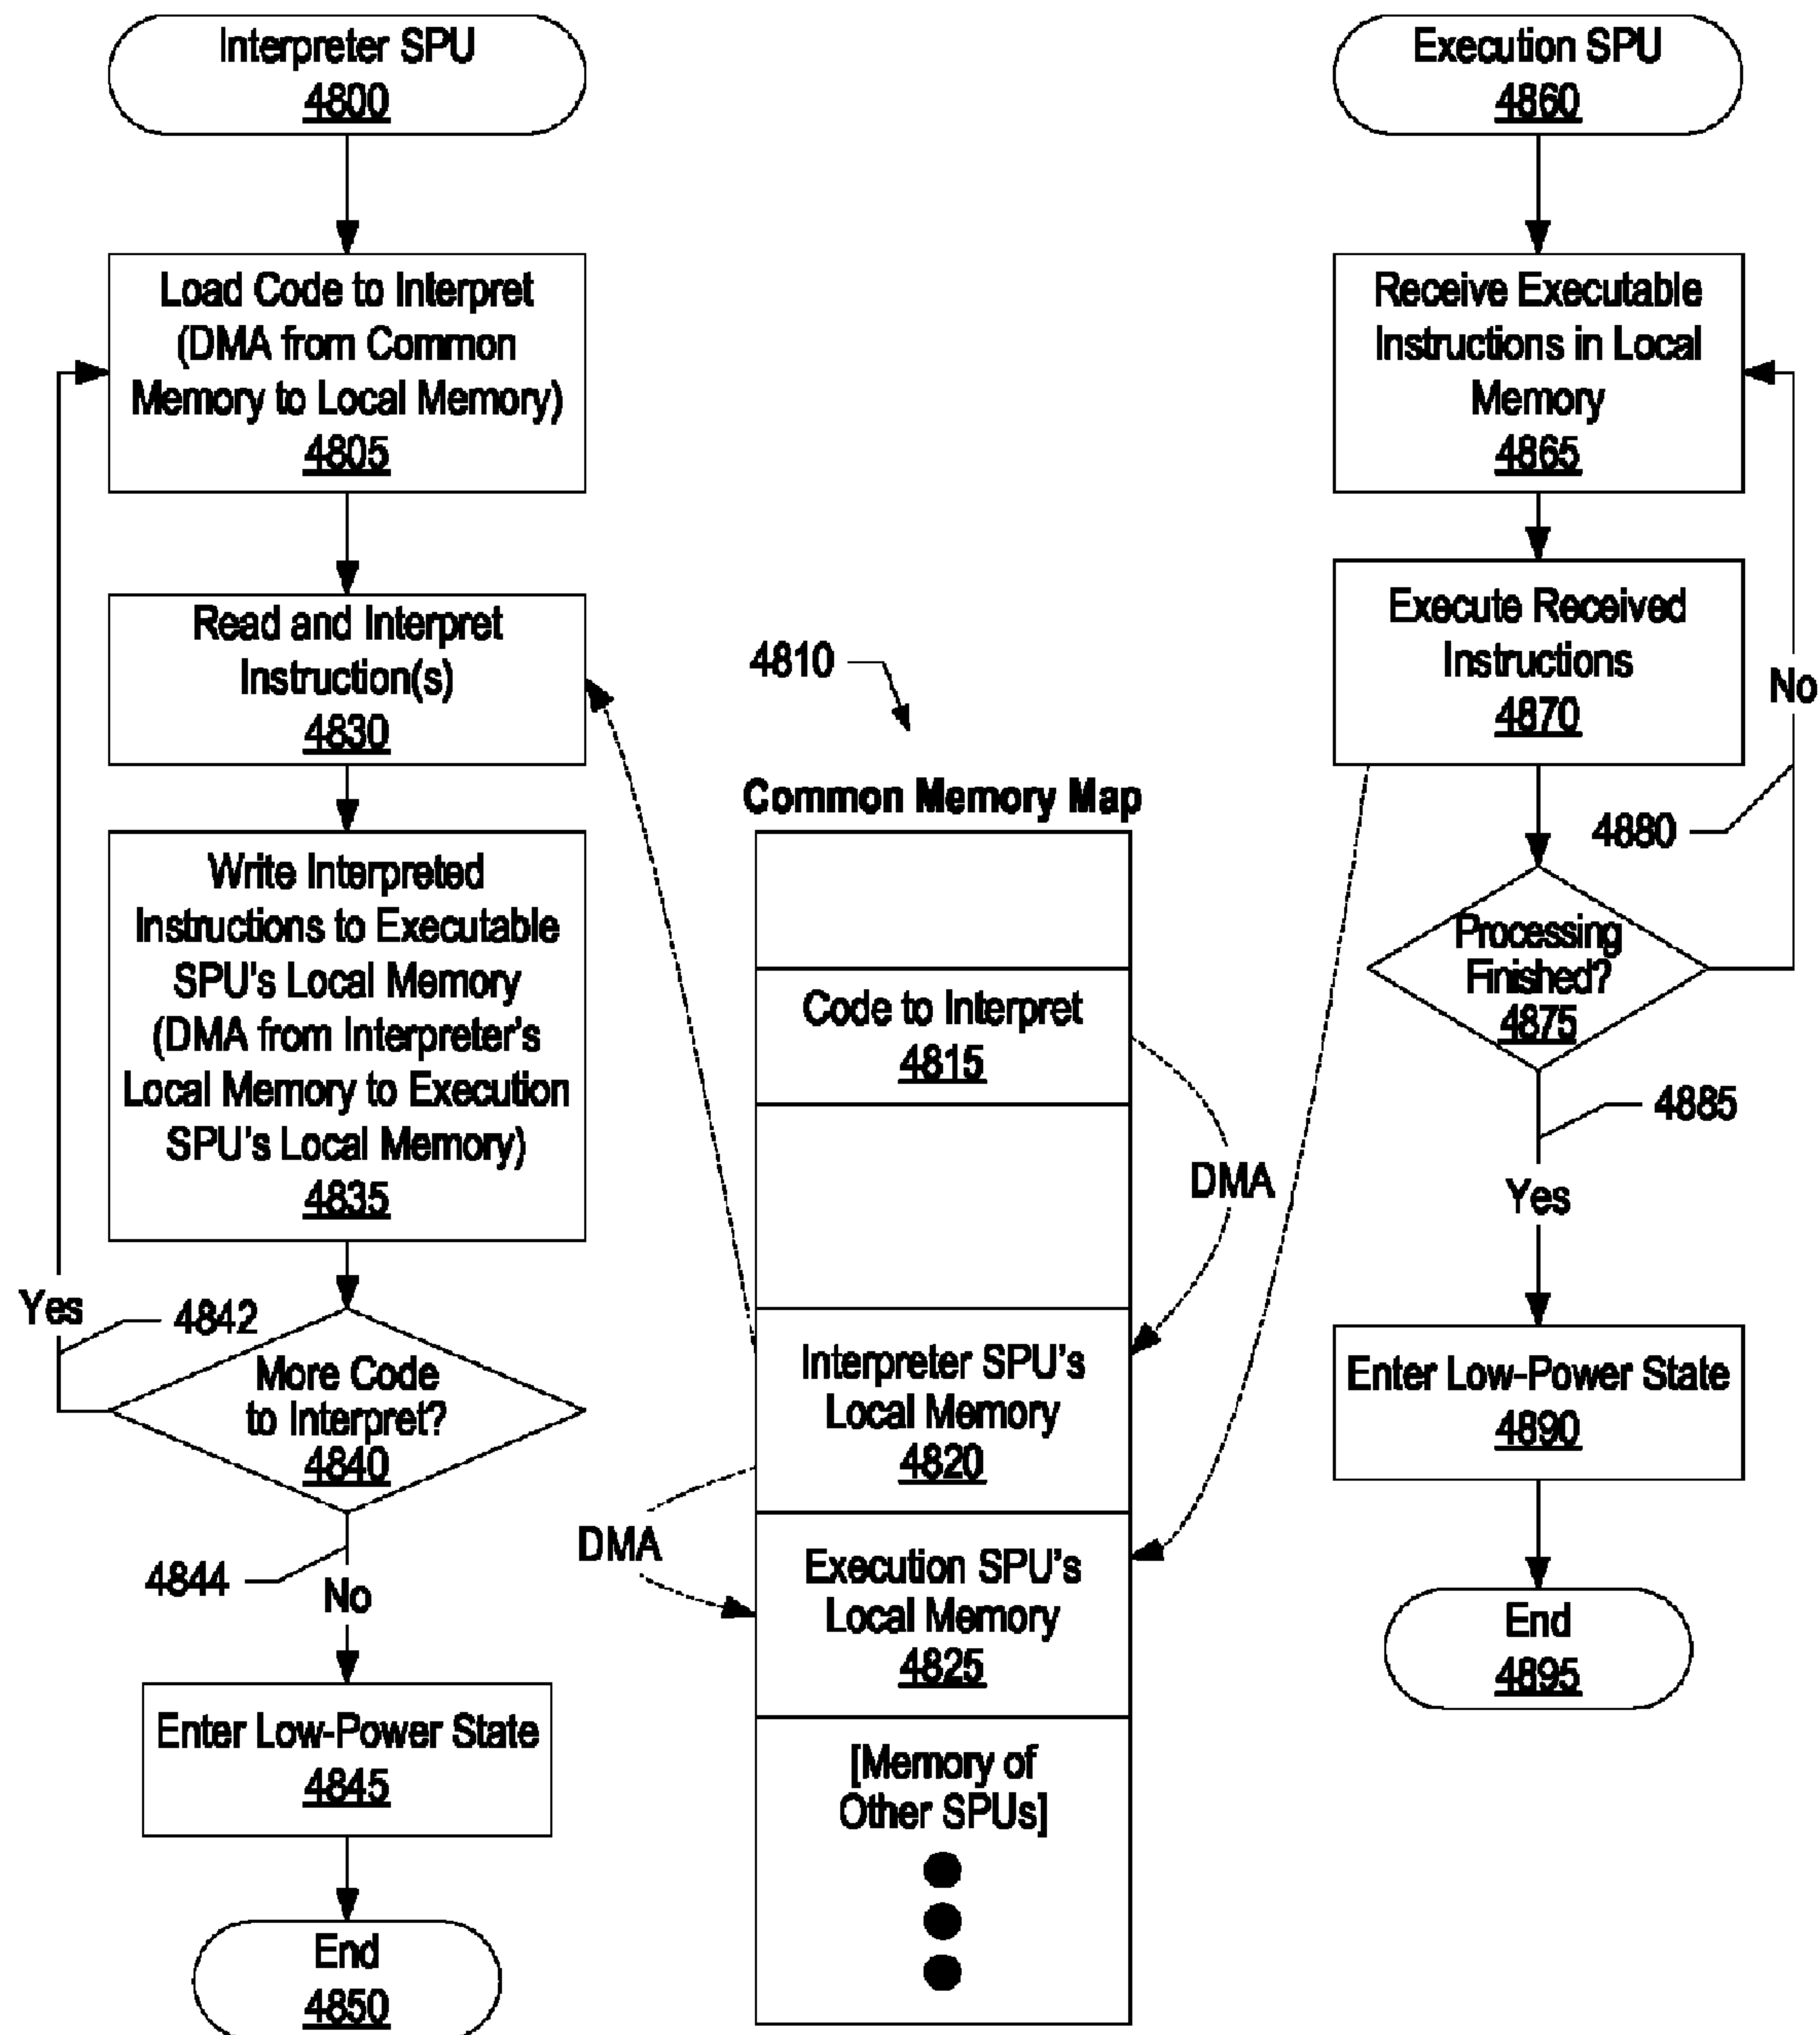 Interpreter SPU
4800
Load Code to Interpret
(DMA from Common
Memory to Local Memory)
4805
Read and Interpret
Instruction(s)
4830
Write Interpreted
Instructions to Executable
SPU's Local Memory
(DMA from Interpreter's
Local Memory to Execution
SPU's Local Memory)
4835
Yes
4842
More Code
to Interpret?
4840
4844
No
Enter Low-Power State
4845
End
4850
4810
Common Memory Map
Code to Interpret
4815
DMA
Interpreter SPU's
Local Memory
4820
DMA
Execution SPU's
Local Memory
4825
[Memory of
Other SPUs]
Execution SPU
4860
Receive Executable
Instructions in Local
Memory
4865
Execute Received
Instructions
4870
No
4880
Processing
Finished?
4875
4885
Yes
Enter Low-Power State
4890
End
4895